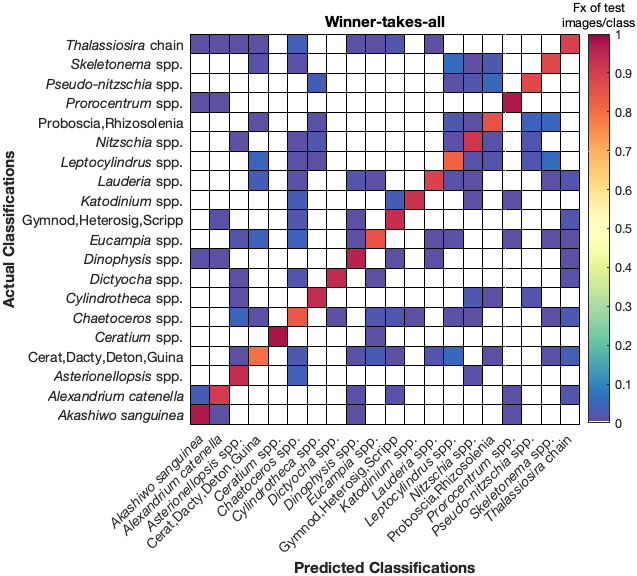 Winner-takes-all
Fx of test
images/class
Actual Classifications
Thalassiosira chain
Skeletonema spp.
Pseudo-nitzschia spp.
Prorocentrum spp.
Proboscia,Rhizosolenia
Nitzschia spp.
Leptocylindrus spp.
Lauderia spp.
Katodinium spp.
Gymnod,Heterosig,Scripp
Eucampia spp.
Dinophysis spp.
Dictyocha spp.
Cylindrotheca spp.
Chaetoceros spp.
Ceratium spp.
Cerat,Dacty,Deton,Guina
Asterionellopsis spp.
Alexandrium catenella
Akashiwo sanguinea
1
0.9
0.8
0.7
0.6
0.5
0.4
0.3
0.2
0.1
0
Akashiwo sanguinea
Alexandrium catenella
Asterionellopsis spp.
Cerat,Dacty,Deton,Guina
Ceratium spp.
Chaetoceros spp.
Cylindrotheca spp.
Dictyocha spp.
Dinophysis spp.
Eucampia spp.
Gymnod,Heterosig,Scripp
Katodinium spp.
Lauderia spp.
Leptocylindrus spp.
Nitzschia spp.
Proboscia,Rhizosolenia
Prorocentrum spp.
Pseudo-nitzschia spp.
Skeletonema spp.
Thalassiosira chain
Predicted Classifications